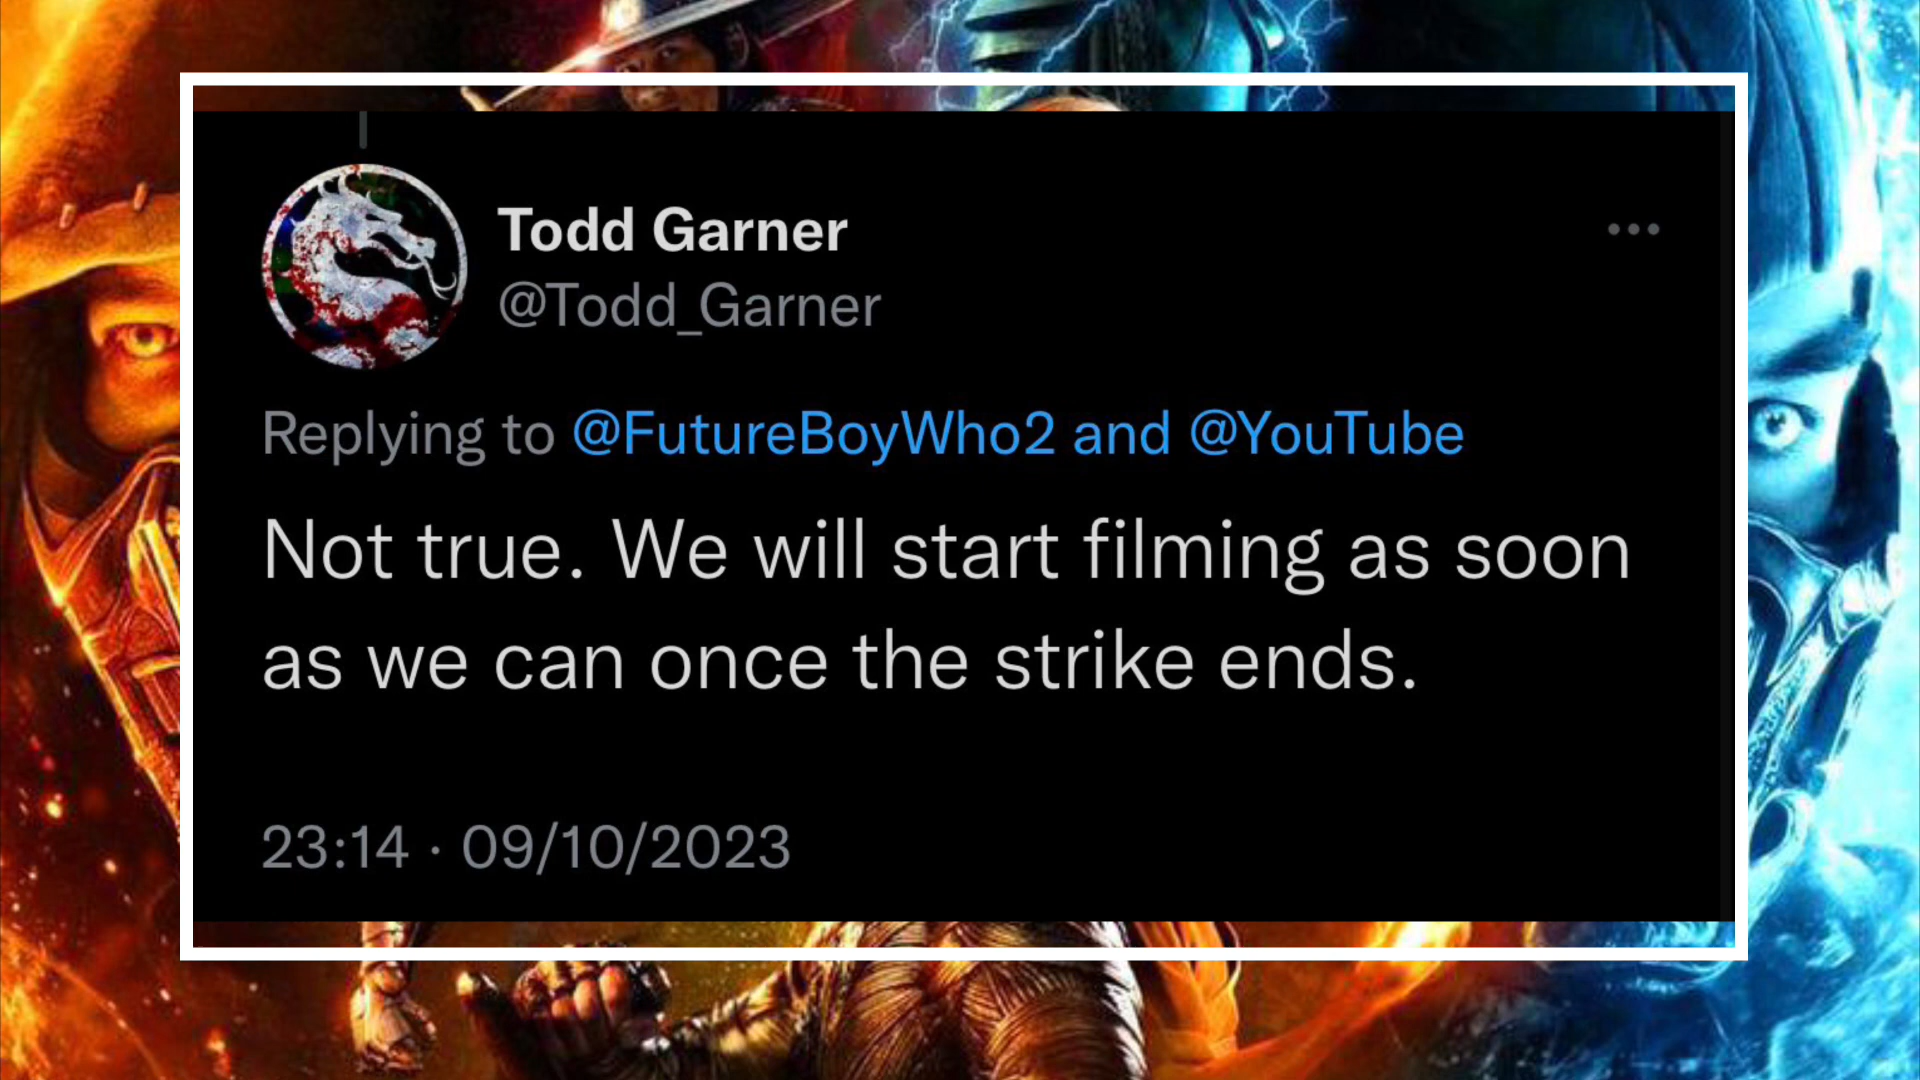 Todd Garner
@Todd_Garner
Replying to @FutureBoyWho2 and @YouTube
Not true. We will start filming as soon
as we can once the strike ends.
23:14 · 09/10/2023